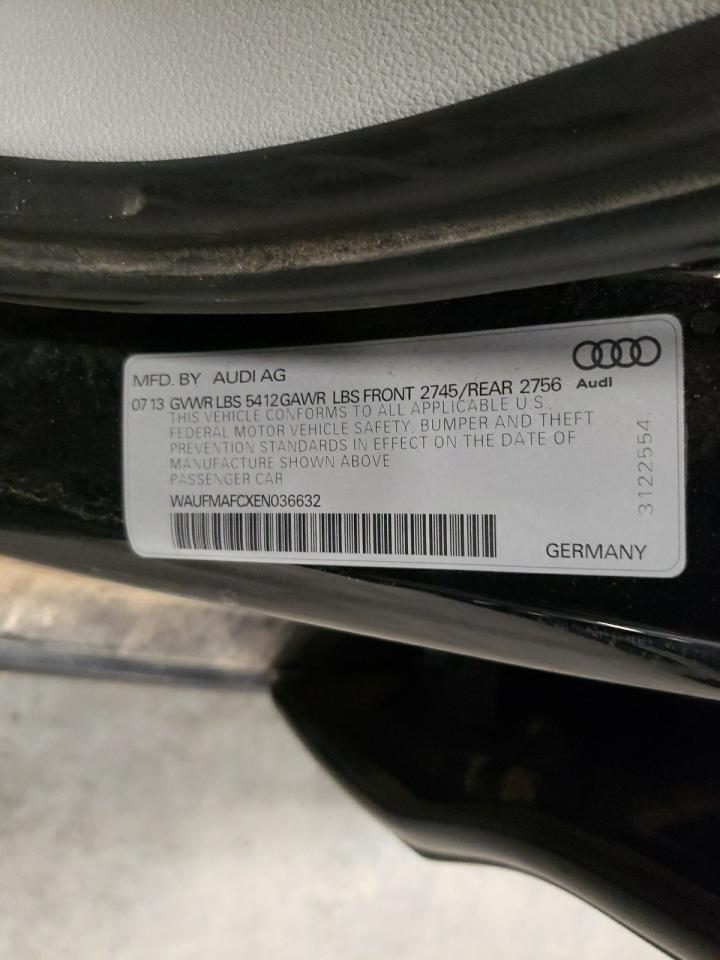 MFD. BY AUDI AG
Audi
07 13 GVWR LBS 5412 GAWR LBS FRONT 2745/REAR 2756
THIS VEHICLE CONFORMS TO ALL APPLICABLE U.S.
FEDERAL MOTOR VEHICLE SAFETY, BUMPER AND THEFT
PREVENTION STANDARDS IN EFFECT ON THE DATE OF
MANUFACTURE SHOWN ABOVE
PASSENGER CAR
WAUFMAFCXEN036632
GERMANY
3122554